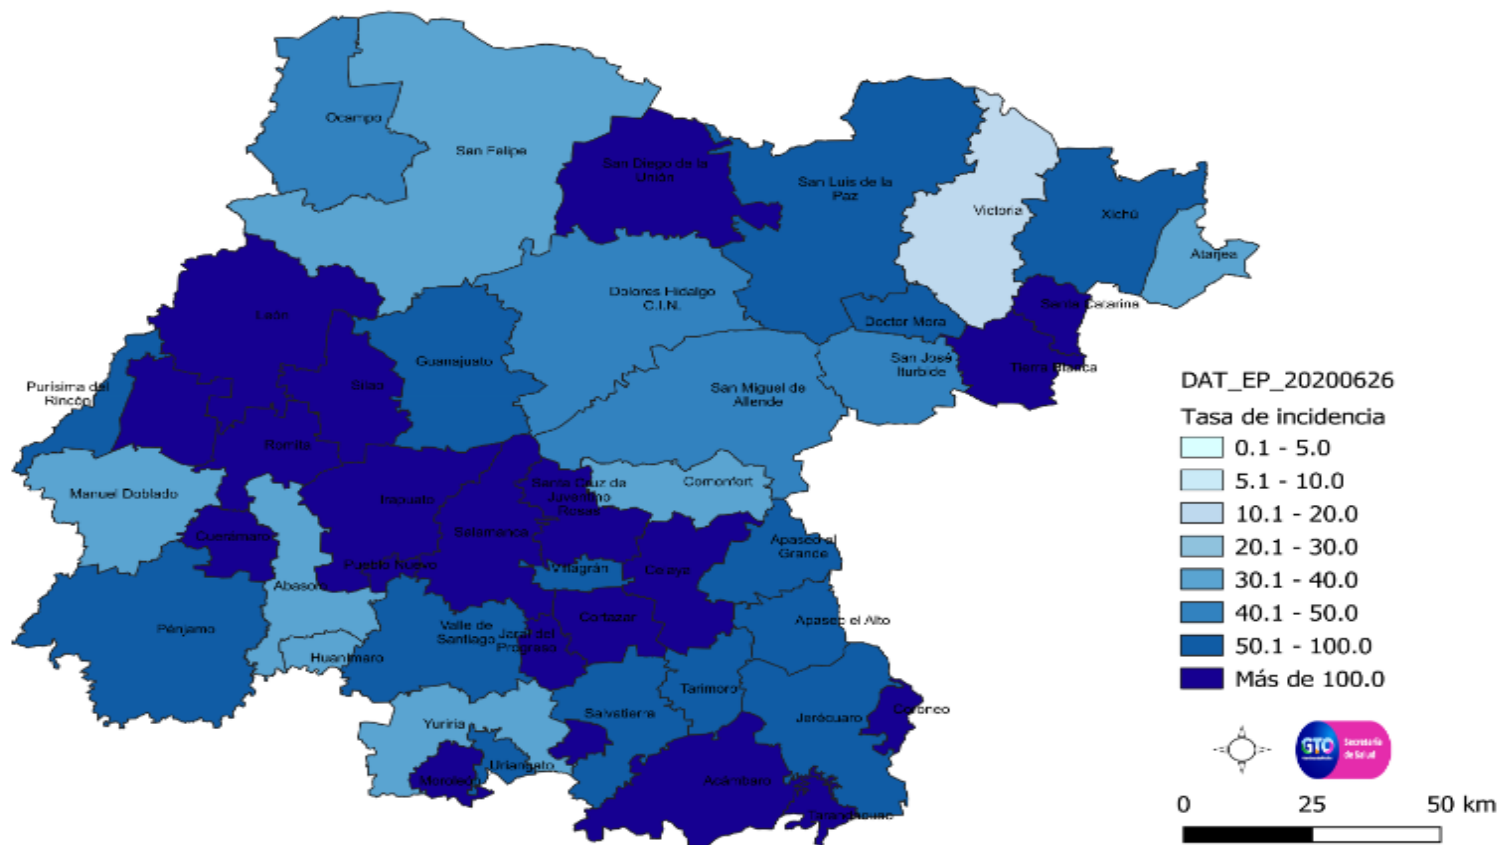 Ocampo
San Felipe
San Diego de la
Unión
San Luis de la
Paz
Victoria
Xichú
Atarjea
León
Dolores Hidalgo
C.I.N.
Doctor Mora
Santa Catarina
Purísima del
Rincón
Silao
Guanajuato
San José
Iturbide
Tierra Blanca
San Miguel de
Allende
Romita
Manuel Doblado
Irapuato
Santa Cruz de
Juventino
Rosas
Comonfort
Cuerámaro
Salamanca
Apaseo el
Grande
Pueblo Nuevo
Villagrán
Celaya
Abasolo
Pénjamo
Valle de
Santiago
Jaral del
Progreso
Cortazar
Apaseo el Alto
Huanímaro
Tarimoro
Yuriria
Salvatierra
Jerécuaro
Coroneo
Moroleón
Uriangato
Acámbaro
Tarandacuao
DAT_EP_20200626
Tasa de incidencia
0.1 - 5.0
5.1 - 10.0
10.1 - 20.0
20.1 - 30.0
30.1 - 40.0
40.1 - 50.0
50.1 - 100.0
Más de 100.0
GTO
Secretaría
de Salud
0 25 50 km